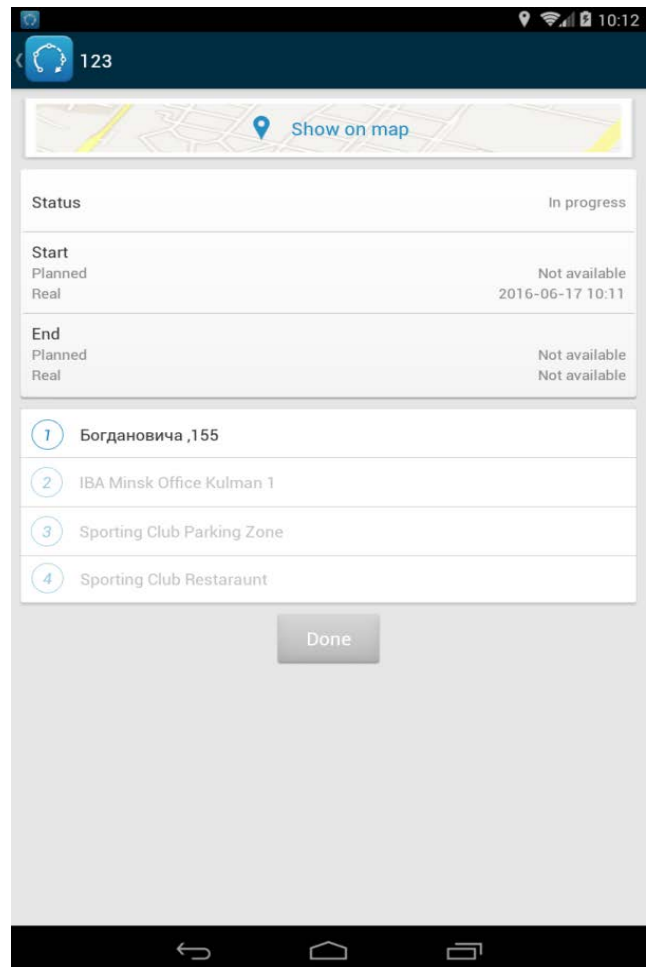 10:12
123
Show on map
Status In progress
Start
Planned Not available
Real 2016-06-17 10:11
End
Planned Not available
Real Not available
1 Богдановича ,155
2 IBA Minsk Office Kulman 1
3 Sporting Club Parking Zone
4 Sporting Club Restaraunt
Done